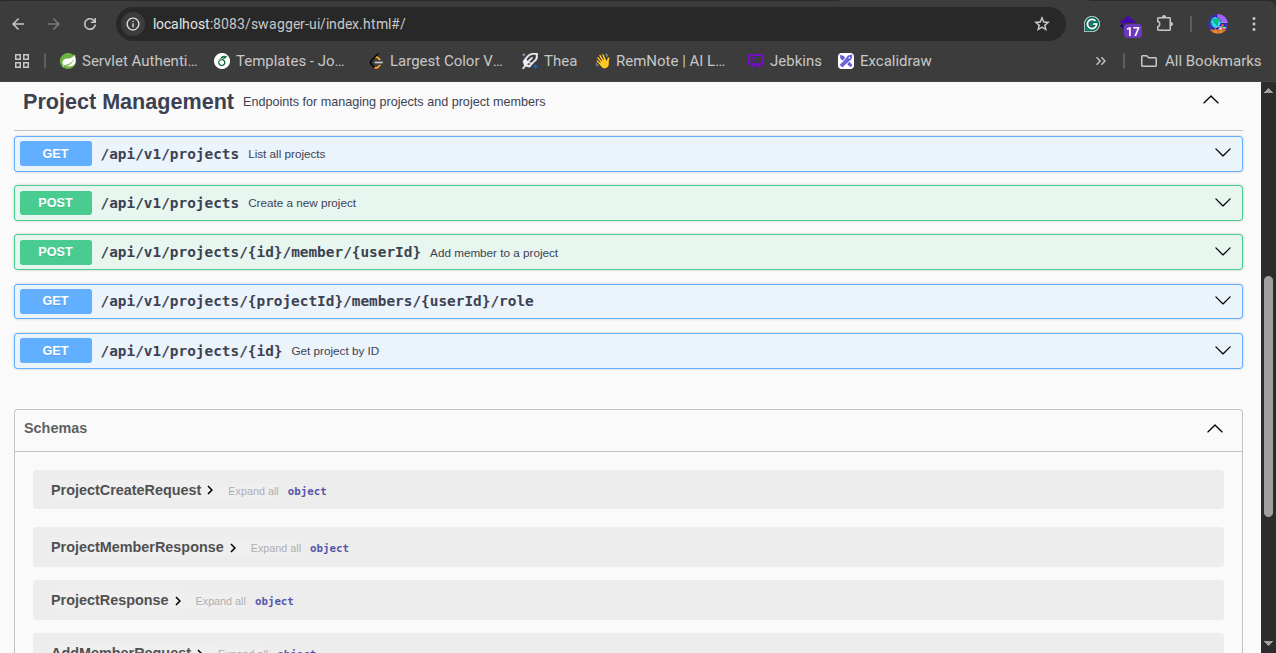 localhost:8083/swagger-ui/index.html#/
17
Servlet Authenti... Templates - Jo... Largest Color V... Thea RemNote | AI L... Jebkins Excalidraw » All Bookmarks
Project Management Endpoints for managing projects and project members
GET /api/v1/projects List all projects
POST /api/v1/projects Create a new project
POST /api/v1/projects/{id}/member/{userId} Add member to a project
GET /api/v1/projects/{projectId}/members/{userId}/role
GET /api/v1/projects/{id} Get project by ID
Schemas
ProjectCreateRequest Expand all object
ProjectMemberResponse Expand all object
ProjectResponse Expand all object
AddMemberRequest Expand all object